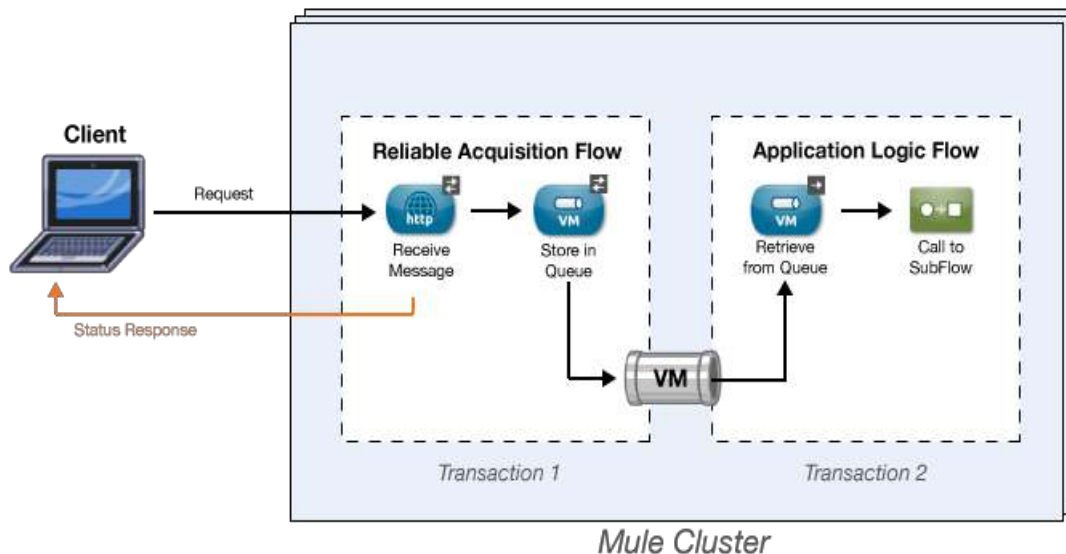 Client
Request
Status Response
Reliable Acquisition Flow
http
Receive
Message
VM
Store in
Queue
VM
Application Logic Flow
VM
Retrieve
from Queue
Call to
SubFlow
Transaction 1
Transaction 2
Mule Cluster